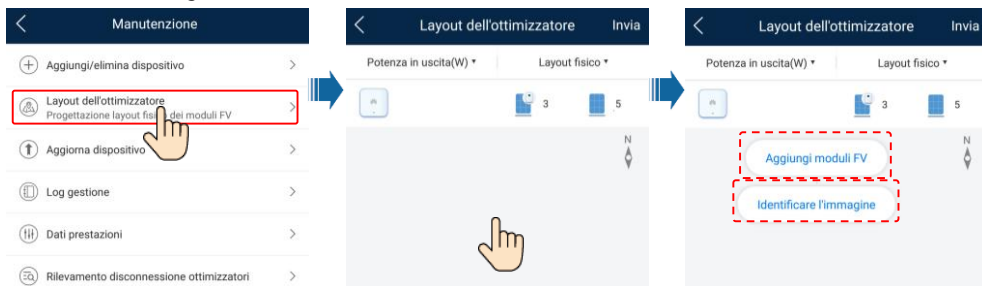 Manutenzione
Aggiungi/elimina dispositivo
Layout dell'ottimizzatore
Progettazione layout fisico dei moduli FV
Aggiorna dispositivo
Log gestione
Dati prestazioni
Rilevamento disconnessione ottimizzatori
Layout dell'ottimizzatore Invia
Potenza in uscita(W) Layout fisico
3 5
N
Layout dell'ottimizzatore Invia
Potenza in uscita(W) Layout fisico
3 5
N
Aggiungi moduli FV
Identificare l'immagine